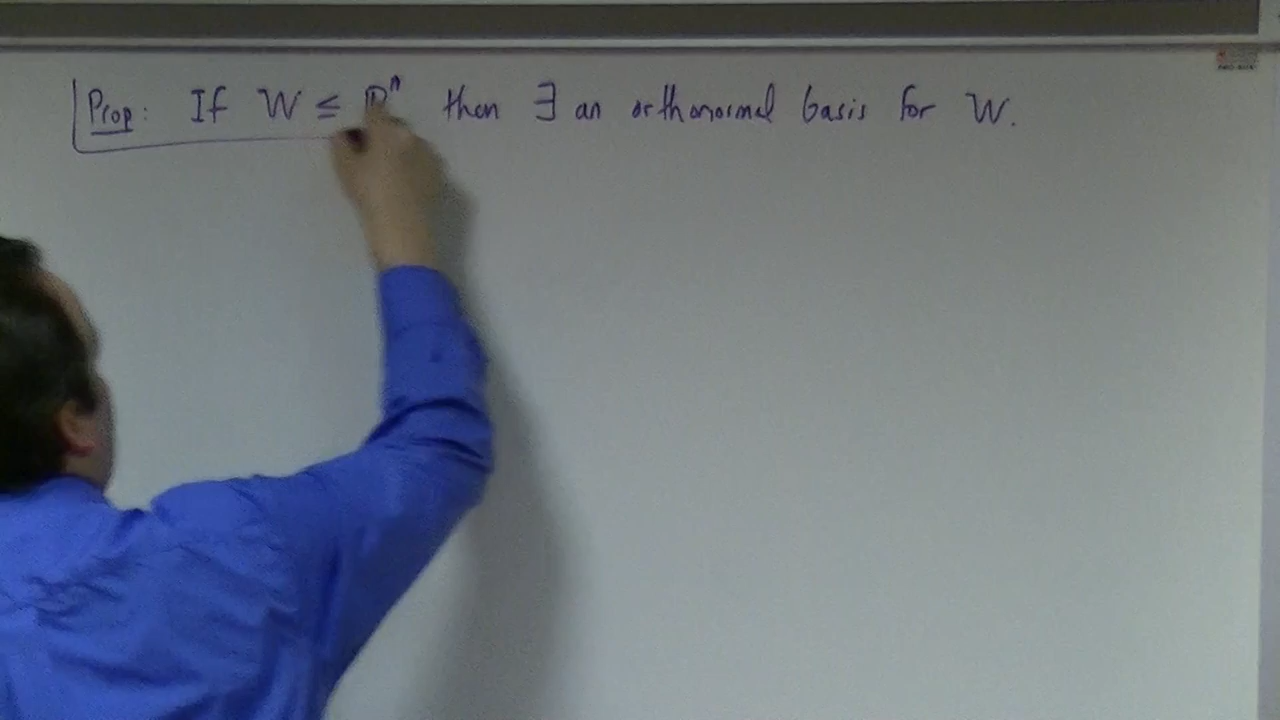 Prop: If W ≤ ℝⁿ then ∃ an orthonormal basis for W.